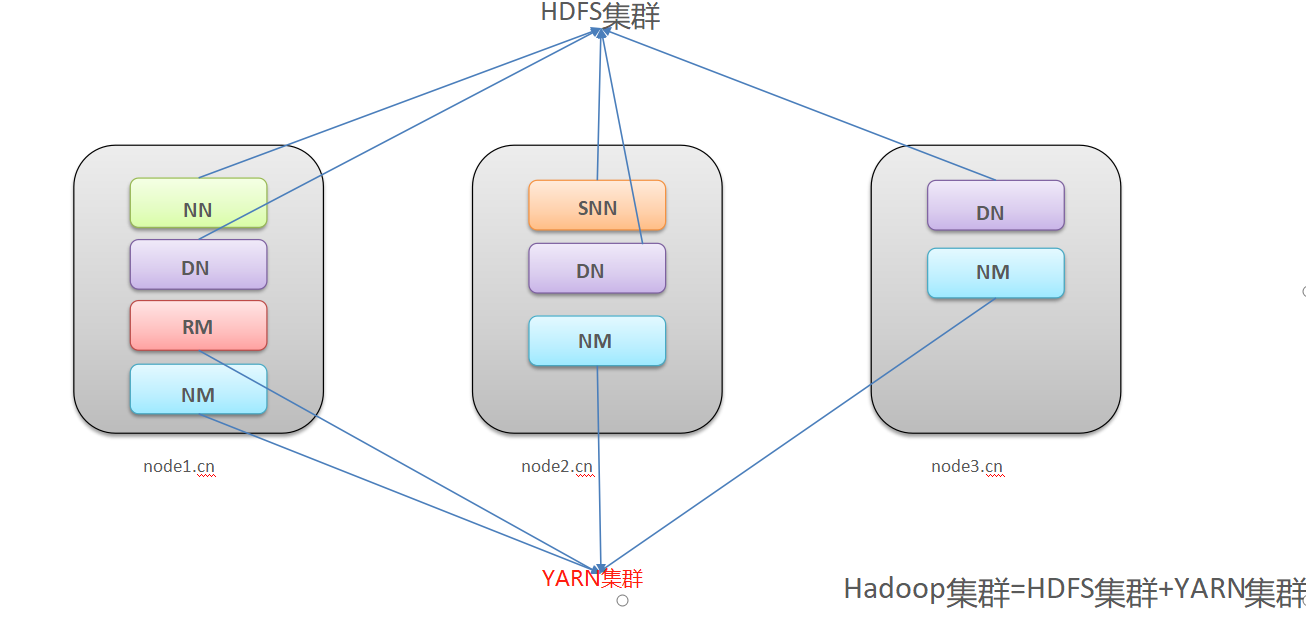 HDFS集群
NN
DN
RM
NM
SNN
DN
NM
DN
NM
node1.cn
node2.cn
node3.cn
YARN集群
Hadoop集群=HDFS集群+YARN集群